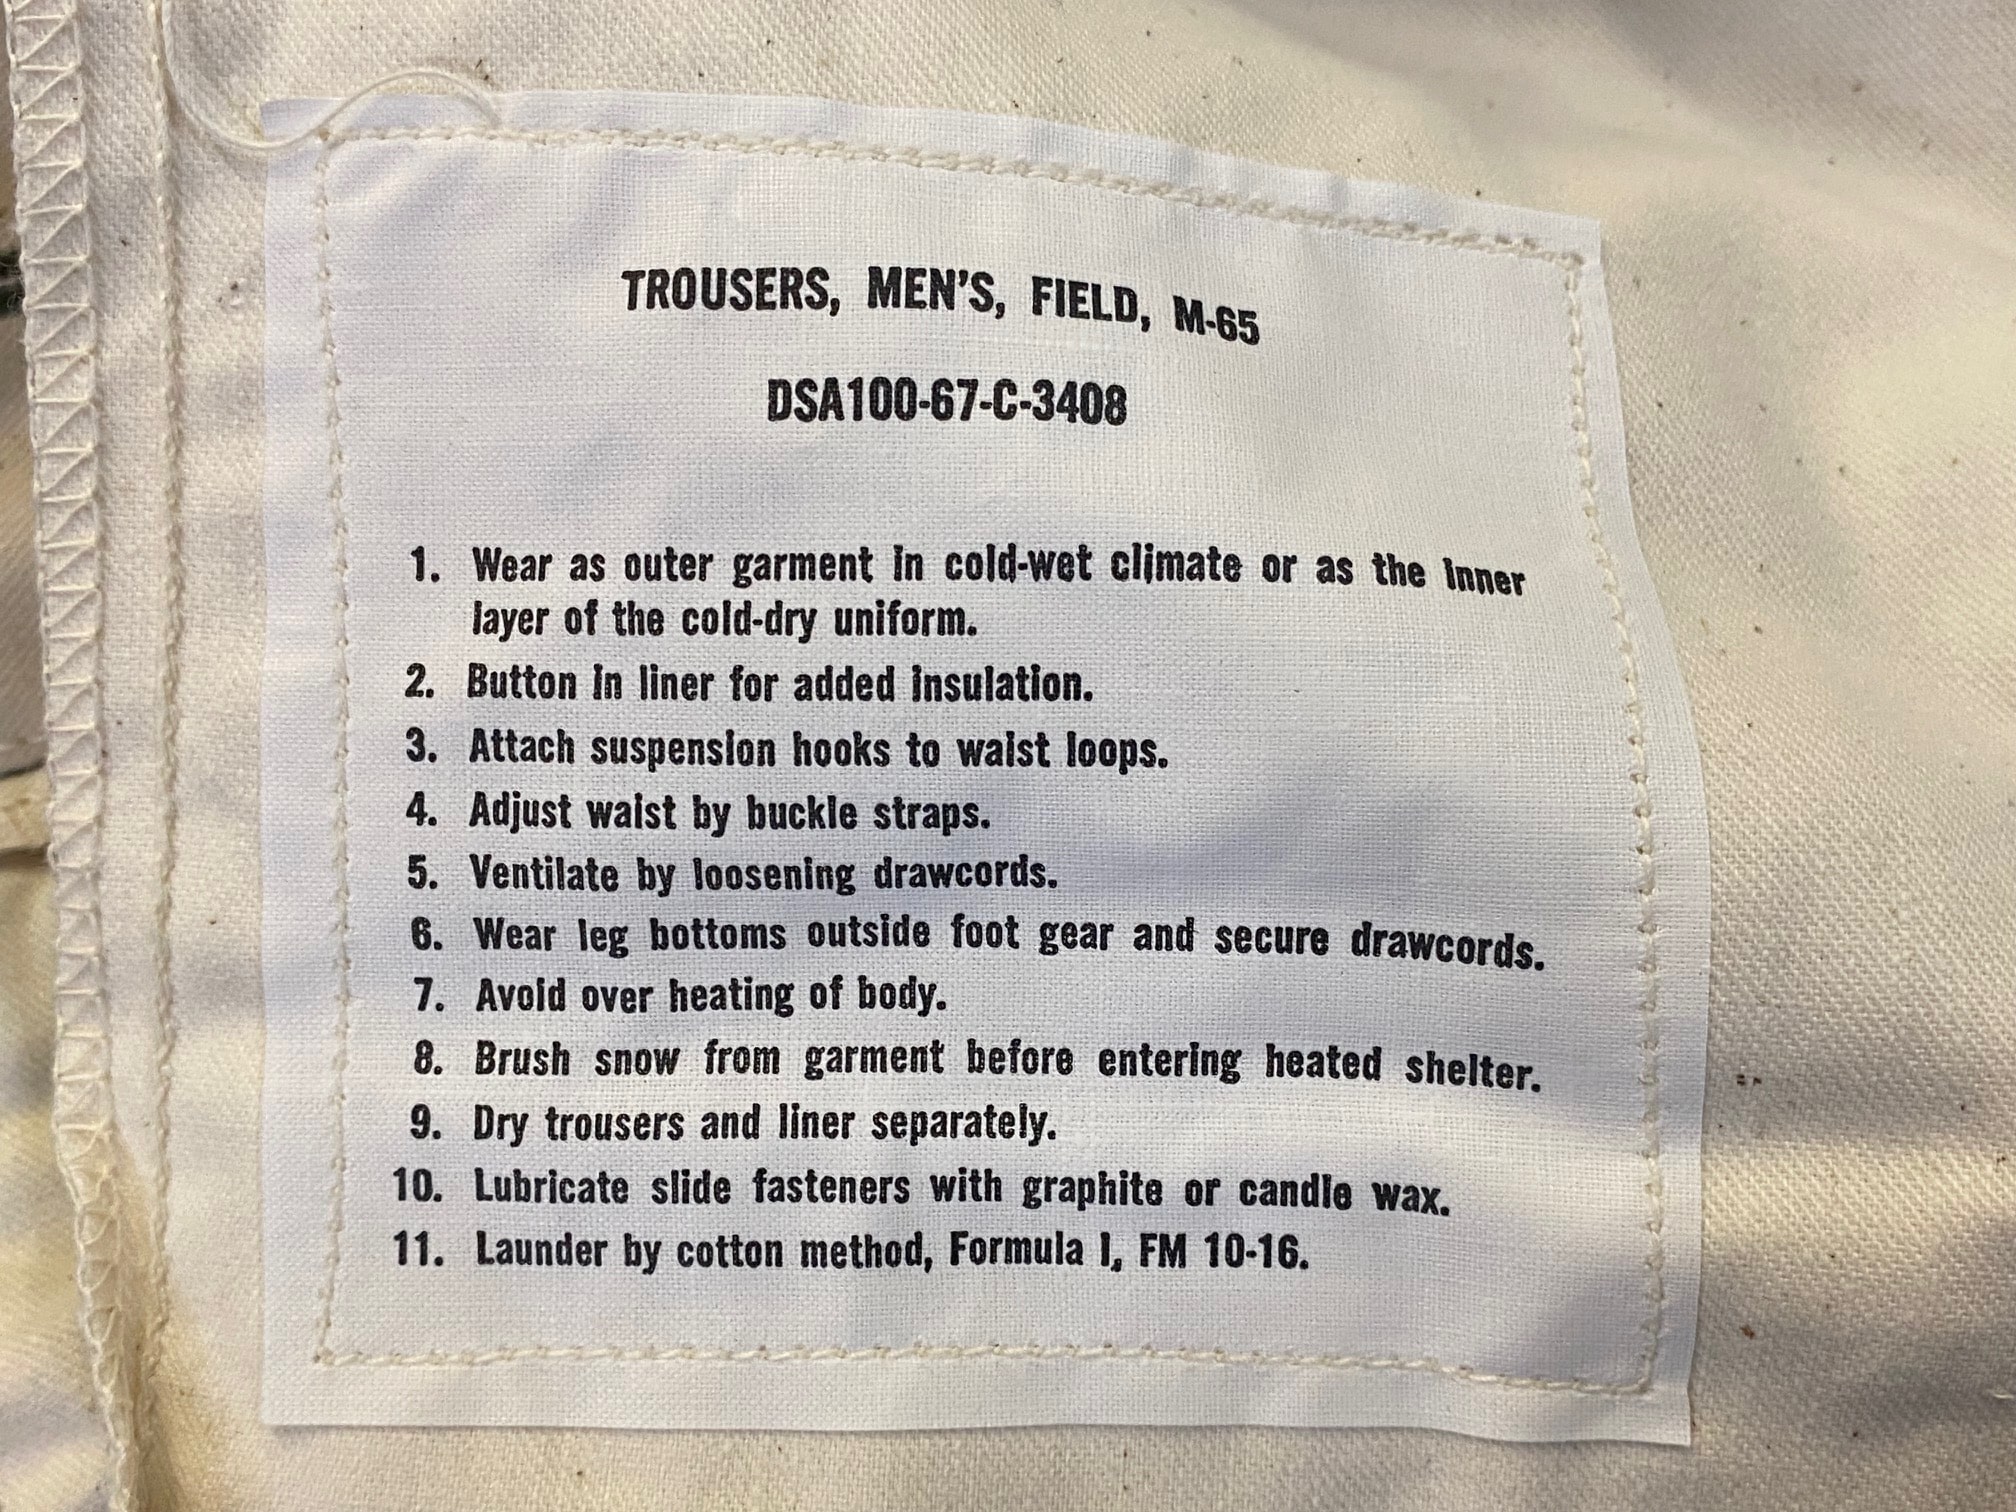 TROUSERS, MEN'S, FIELD, M-65
DSA100-67-C-3408
1. Wear as outer garment in cold-wet climate or as the inner
layer of the cold-dry uniform.
2. Button in liner for added insulation.
3. Attach suspension hooks to waist loops.
4. Adjust waist by buckle straps.
5. Ventilate by loosening drawcords.
6. Wear leg bottoms outside foot gear and secure drawcords.
7. Avoid over heating of body.
8. Brush snow from garment before entering heated shelter.
9. Dry trousers and liner separately.
10. Lubricate slide fasteners with graphite or candle wax.
11. Launder by cotton method, Formula I, FM 10-16.